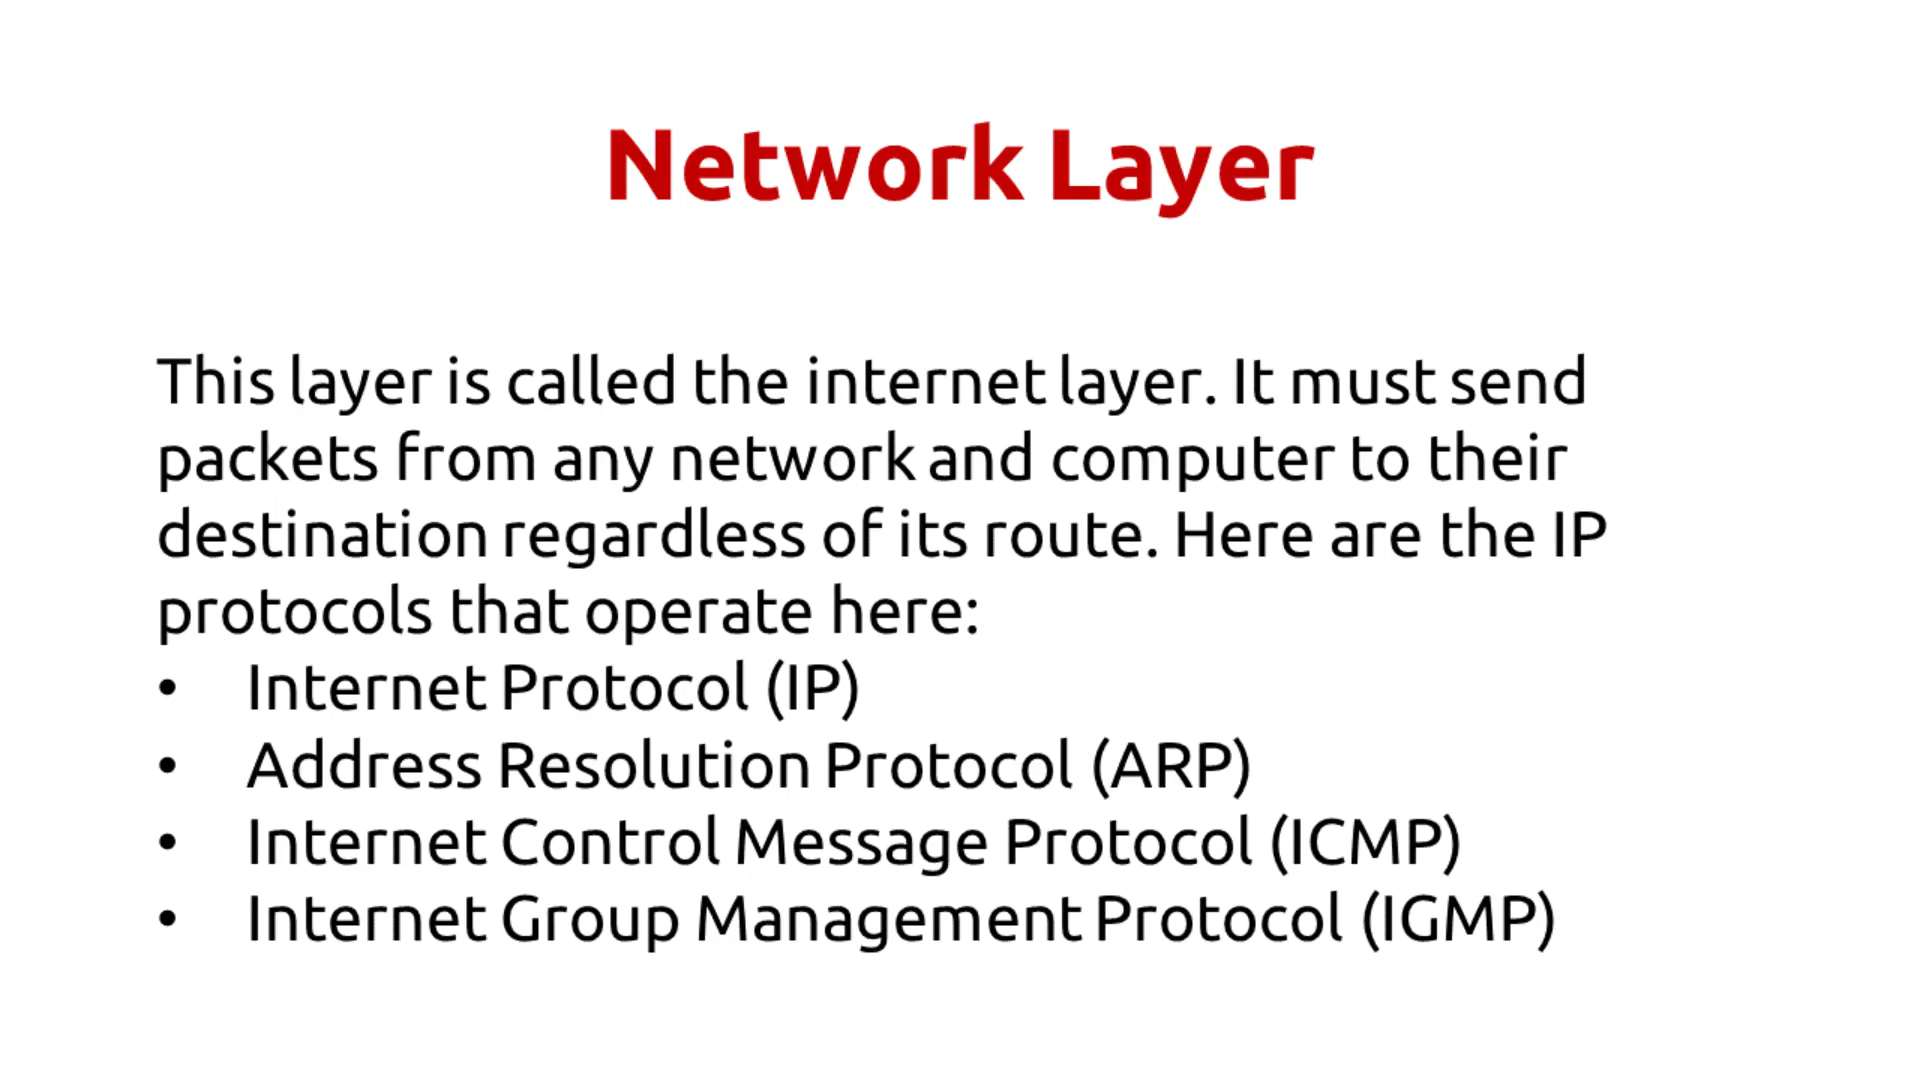 Network Layer
This layer is called the internet layer. It must send
packets from any network and computer to their
destination regardless of its route. Here are the IP
protocols that operate here:
• Internet Protocol (IP)
• Address Resolution Protocol (ARP)
• Internet Control Message Protocol (ICMP)
• Internet Group Management Protocol (IGMP)